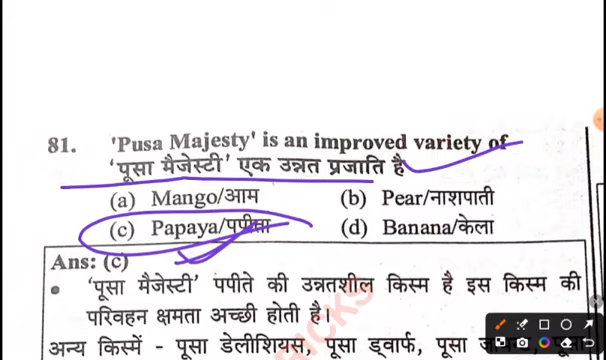 81. 'Pusa Majesty' is an improved variety of
'पूसा मैजेस्टी' एक उन्नत प्रजाति है
(a) Mango/आम (b) Pear/नाशपाती
(c) Papaya/पपीता (d) Banana/केला
Ans: (c)
• 'पूसा मैजेस्टी' पपीते की उन्नतशील किस्म है इस किस्म की
परिवहन क्षमता अच्छी होती है।
अन्य किस्में - पूसा डेलीशियस, पूसा ड्वार्फ, पूसा